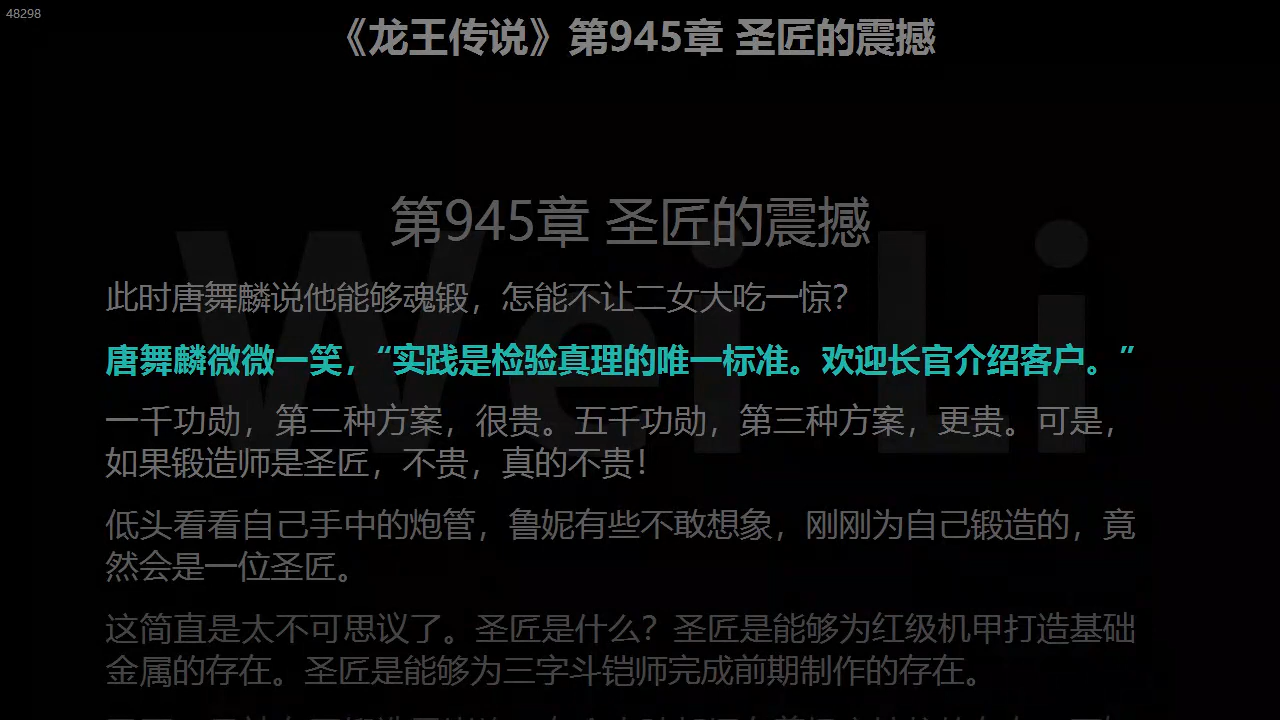 48298
《龙王传说》第945章 圣匠的震撼
第945章 圣匠的震撼
Wei Li
此时唐舞麟说他能够魂锻，怎能不让二女大吃一惊？
唐舞麟微微一笑，“实践是检验真理的唯一标准。欢迎长官介绍客户。”
一千功勋，第二种方案，很贵。五千功勋，第三种方案，更贵。可是，
如果锻造师是圣匠，不贵，真的不贵！
低头看看自己手中的炮管，鲁妮有些不敢想象，刚刚为自己锻造的，竟
然会是一位圣匠。
这简直是太不可思议了。圣匠是什么？圣匠是能够为红级机甲打造基础
金属的存在。圣匠是能够为三字斗铠师完成前期制作的存在。